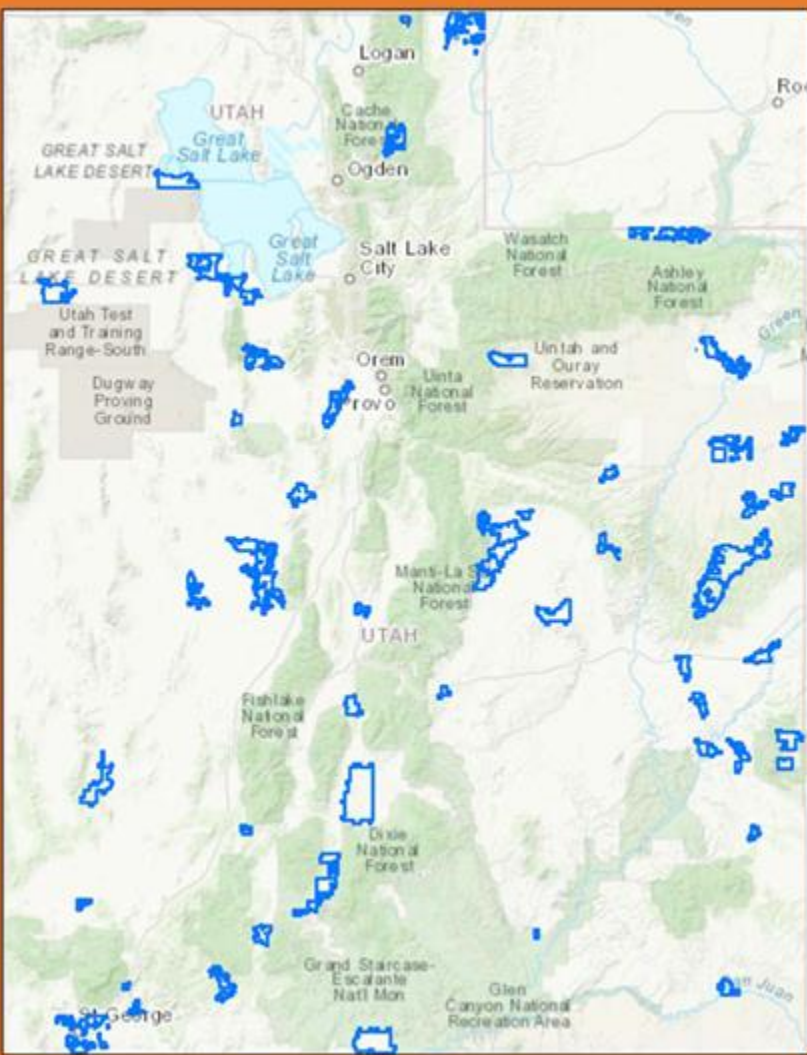 een
Logan
Ro
UTAH
Cache
National
Forest
Great
Salt Lake
GREAT SALT
LAKE DESERT
Ogden
Great
Salt
Lake
Salt Lake
City
GREAT SALT
LAKE DESERT
Wasatch
National
Forest
Ashley
National
Forest
Utah Test
and Training
Range-South
Green
Dugway
Proving
Ground
Orem
Provo
Uinta
National
Forest
Uintah and
Ouray
Reservation
Manti-La S
National
Forest
UTAH
Fishlake
National
Forest
Dixie
National
Forest
Grand Staircase-
Escalante
Nat'l Mon
Glen
Canyon National
Recreation Area
San Juan
St George